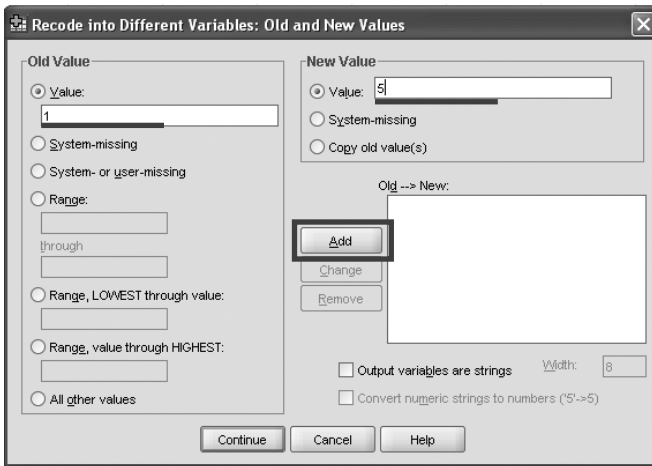 Recode into Different Variables: Old and New Values
Old Value
Value:
1
System-missing
System- or user-missing
Range:
through
Range, LOWEST through value:
Range, value through HIGHEST:
All other values
New Value
Value: 5
System-missing
Copy old value(s)
Old --> New:
Add
Change
Remove
Output variables are strings Width: 8
Convert numeric strings to numbers ('5'->5)
Continue Cancel Help